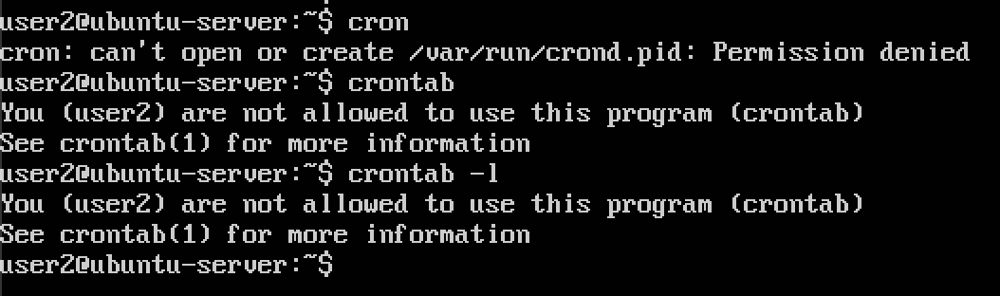 user2@ubuntu-server:~$ cron
cron: can't open or create /var/run/crond.pid: Permission denied
user2@ubuntu-server:~$ crontab
You (user2) are not allowed to use this program (crontab)
See crontab(1) for more information
user2@ubuntu-server:~$ crontab -l
You (user2) are not allowed to use this program (crontab)
See crontab(1) for more information
user2@ubuntu-server:~$